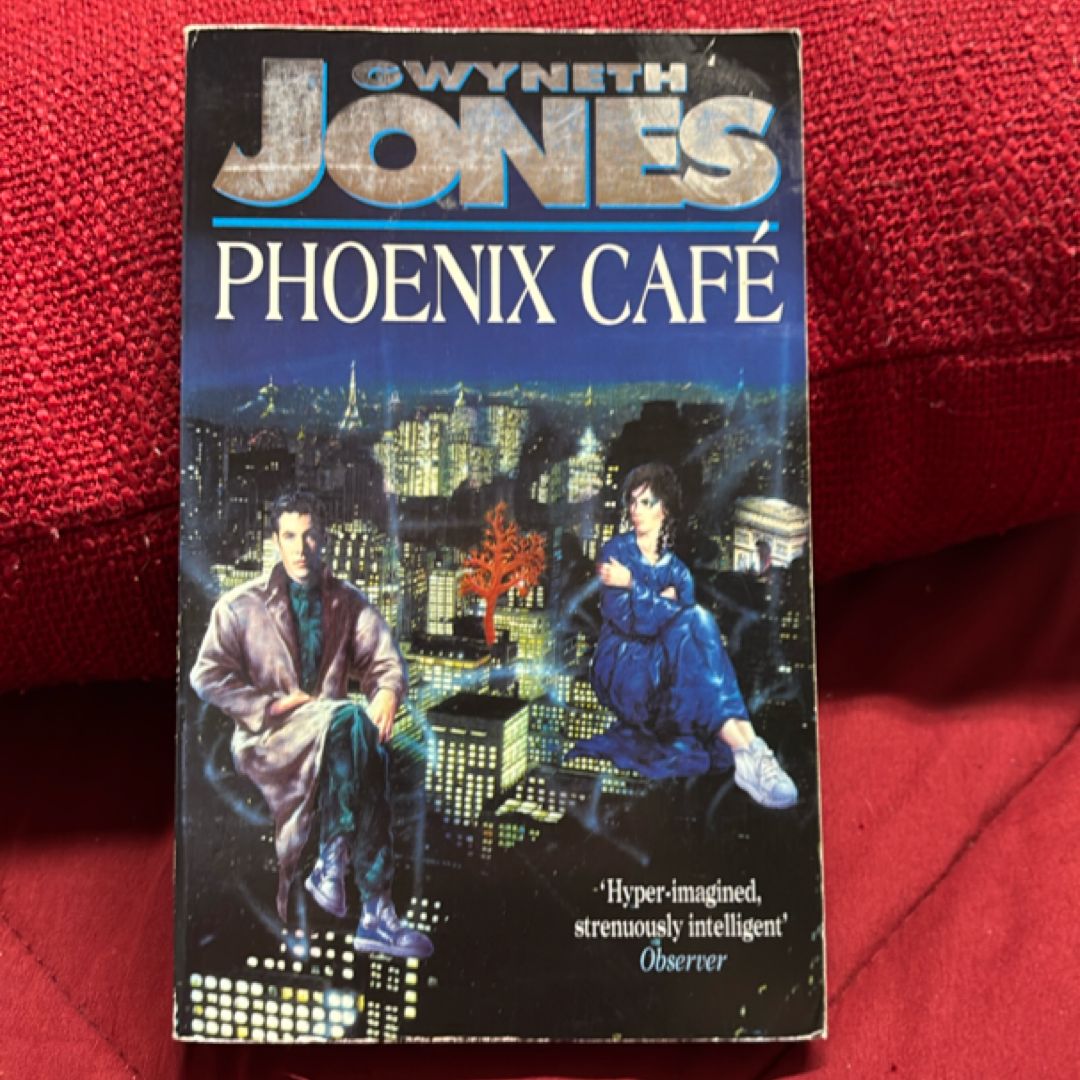 GWYNETH
JONES
PHOENIX CAFÉ
'Hyper-imagined,
strenuously intelligent'
Observer